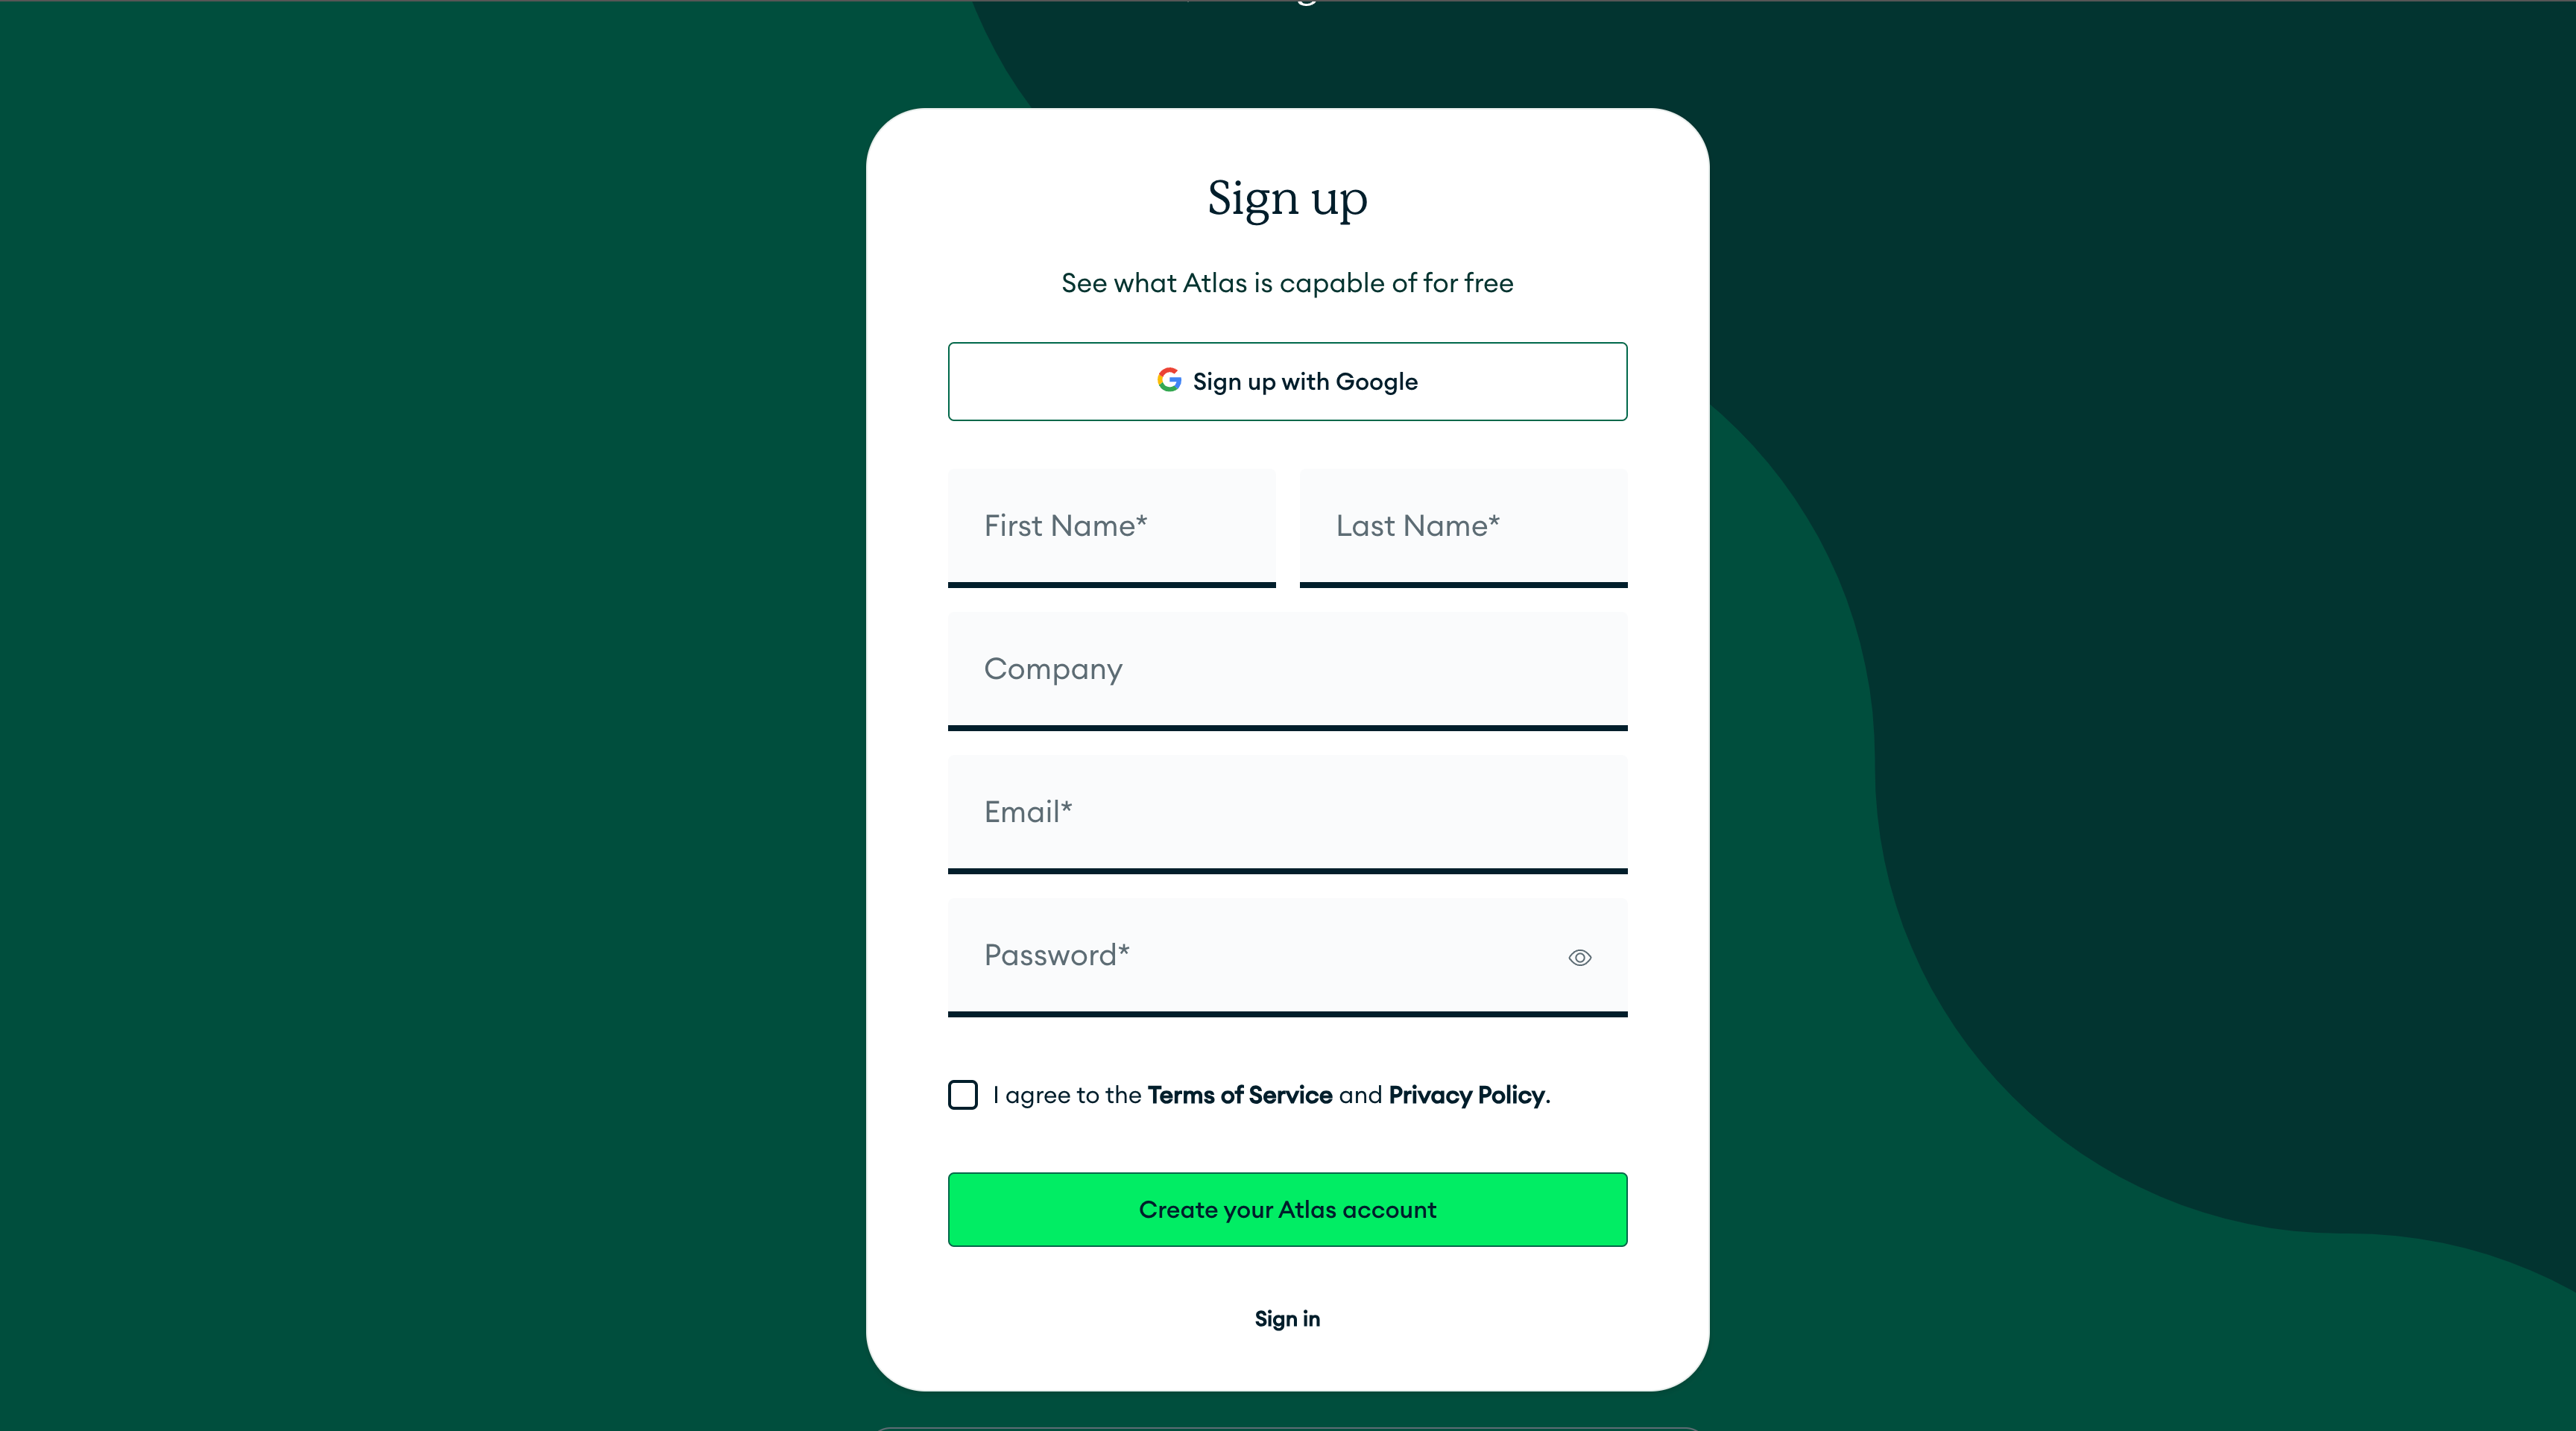 Sign up
See what Atlas is capable of for free
Sign up with Google
First Name* Last Name*
Company
Email*
Password*
I agree to the Terms of Service and Privacy Policy.
Create your Atlas account
Sign in